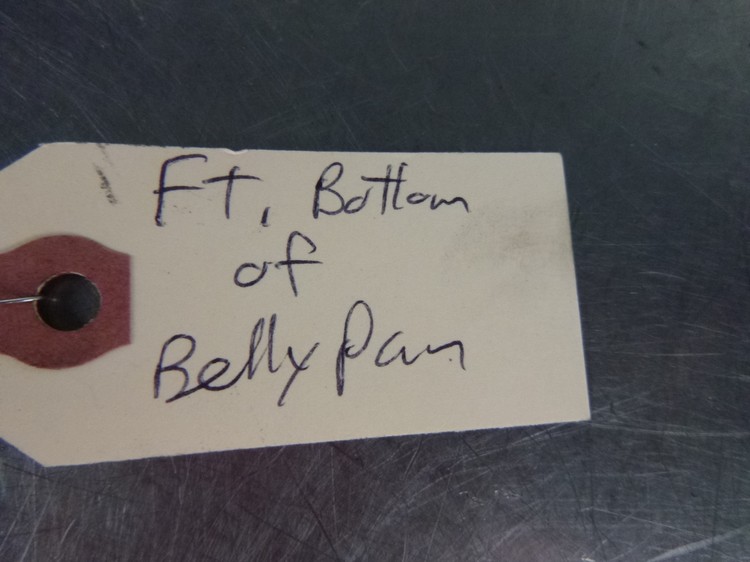 Ft, Bottom
of
Belly Pan